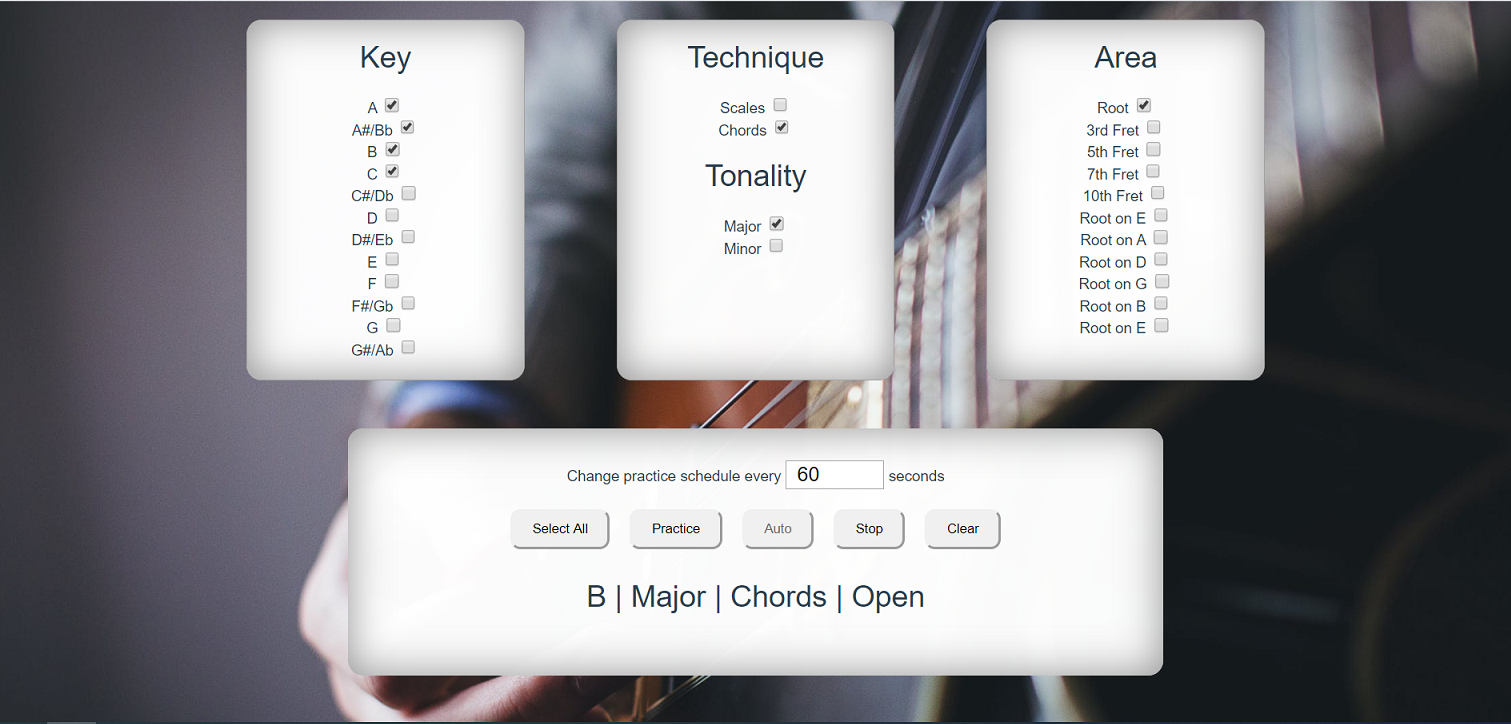 Key
A
A#/Bb
B
C
C#/Db
D
D#/Eb
E
F
F#/Gb
G
G#/Ab
Technique
Scales
Chords
Tonality
Major
Minor
Area
Root
3rd Fret
5th Fret
7th Fret
10th Fret
Root on E
Root on A
Root on D
Root on G
Root on B
Root on E
Change practice schedule every 60 seconds
Select All Practice Auto Stop Clear
B | Major | Chords | Open